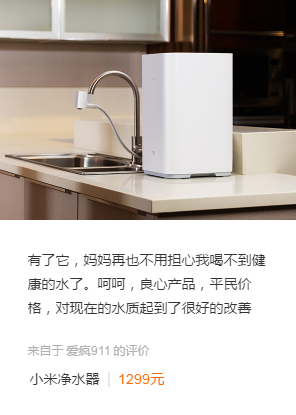 有了它，妈妈再也不用担心我喝不到健
康的水了。呵呵，良心产品，平民价
格，对现在的水质起到了很好的改善
来自于 爱疯911 的评价
小米净水器 | 1299元